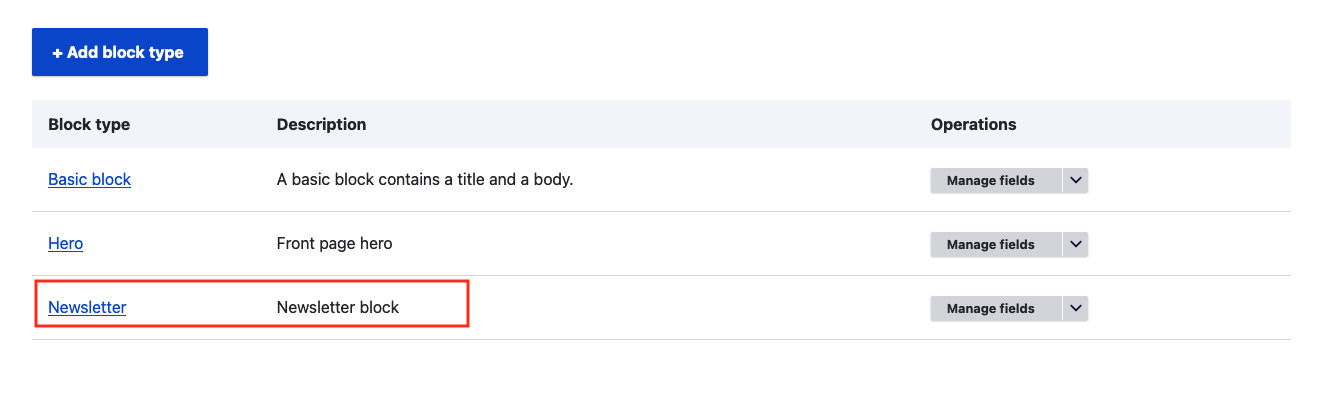 + Add block type
Block type Description Operations
Basic block A basic block contains a title and a body. Manage fields
Hero Front page hero Manage fields
Newsletter Newsletter block Manage fields